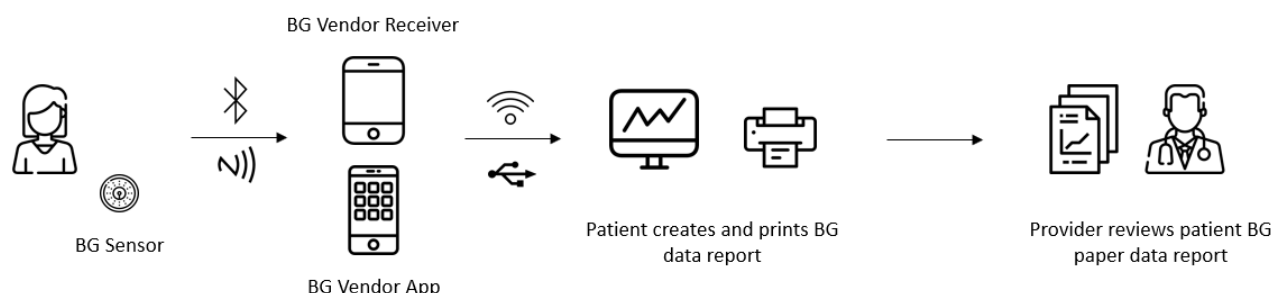 BG Vendor Receiver
BG Sensor
BG Vendor App
Patient creates and prints BG
data report
Provider reviews patient BG
paper data report